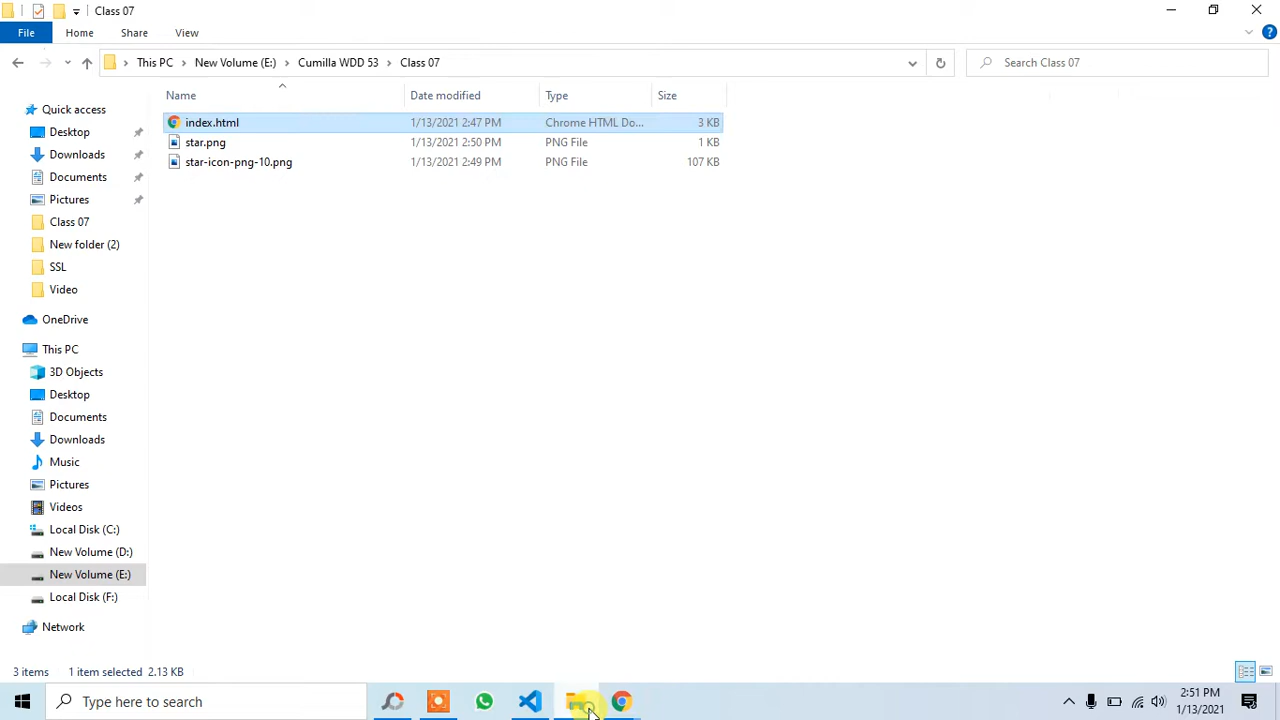 Class 07
File Home Share View
This PC New Volume (E:) Cumilla WDD 53 Class 07
Search Class 07
Name Date modified Type Size
index.html 1/13/2021 2:47 PM Chrome HTML Do... 3 KB
star.png 1/13/2021 2:50 PM PNG File 1 KB
star-icon-png-10.png 1/13/2021 2:49 PM PNG File 107 KB
Quick access
Desktop
Downloads
Documents
Pictures
Class 07
New folder (2)
SSL
Video
OneDrive
This PC
3D Objects
Desktop
Documents
Downloads
Music
Pictures
Videos
Local Disk (C:)
New Volume (D:)
New Volume (E:)
Local Disk (F:)
Network
3 items 1 item selected 2.13 KB
Type here to search
2:51 PM
1/13/2021